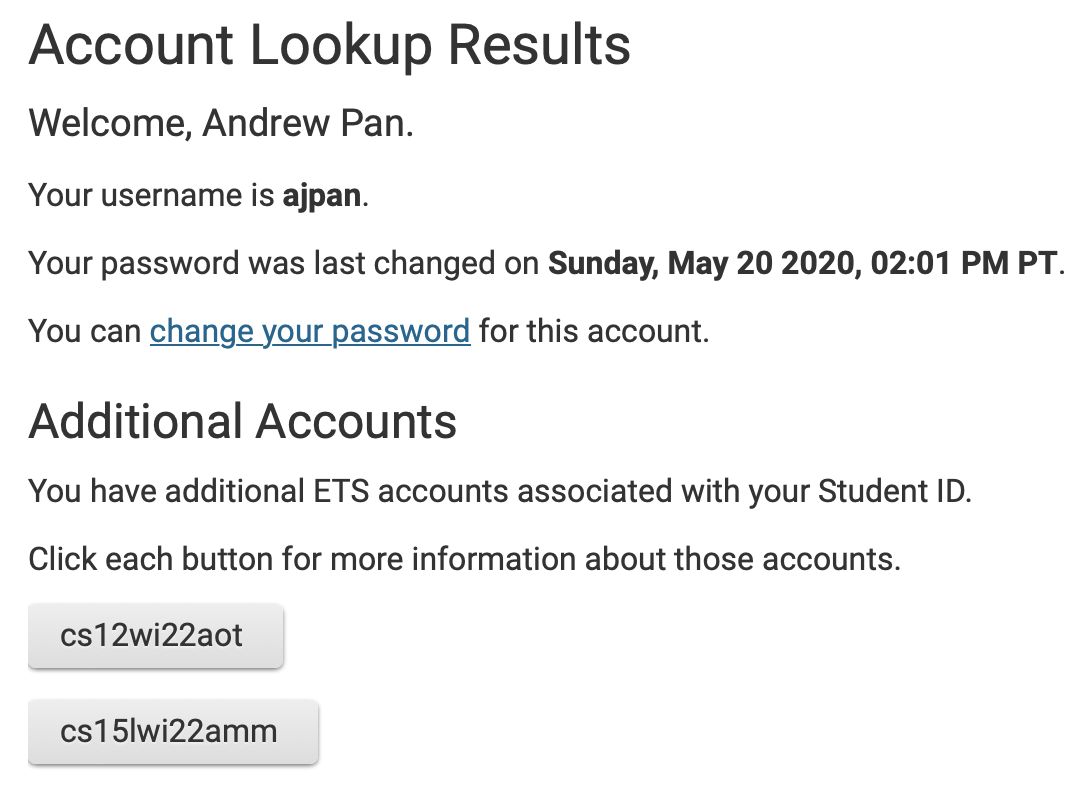 Account Lookup Results
Welcome, Andrew Pan.
Your username is ajpan.
Your password was last changed on Sunday, May 20 2020, 02:01 PM PT.
You can change your password for this account.
Additional Accounts
You have additional ETS accounts associated with your Student ID.
Click each button for more information about those accounts.
cs12wi22aot
cs15lwi22amm